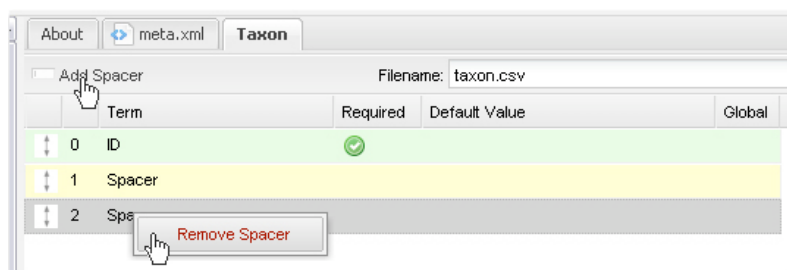 About meta.xml Taxon
Add Spacer Filename: taxon.csv
Term Required Default Value Global
0 ID
1 Spacer
2 Spa
Remove Spacer